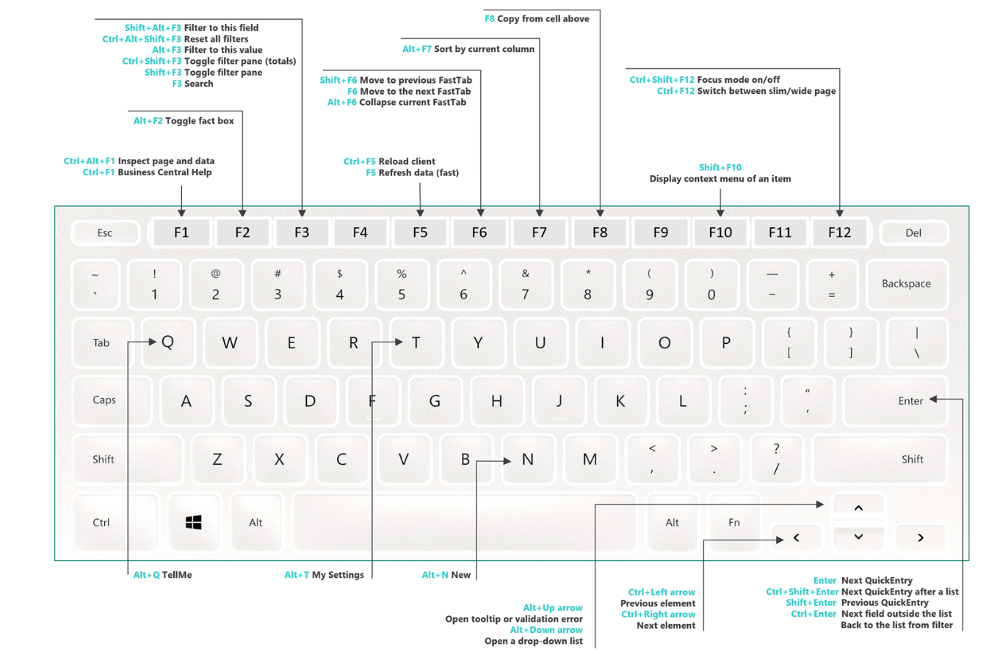 F8 Copy from cell above
Shift+Alt+F3 Filter to this field
Ctrl+Alt+Shift+F3 Reset all filters
Alt+F3 Filter to this value
Ctrl+Shift+F3 Toggle filter pane (totals)
Shift+F3 Toggle filter pane
F3 Search
Alt+F7 Sort by current column
Shift+F6 Move to previous FastTab
F6 Move to the next FastTab
Alt+F6 Collapse current FastTab
Ctrl+Shift+F12 Focus mode on/off
Ctrl+F12 Switch between slim/wide page
Alt+F2 Toggle fact box
Ctrl+Alt+F1 Inspect page and data
Ctrl+F1 Business Central Help
Ctrl+F5 Reload client
F5 Refresh data (fast)
Shift+F10
Display context menu of an item
Esc F1 F2 F3 F4 F5 F6 F7 F8 F9 F10 F11 F12 Del
~ ! @ # $ % ^ & * ( ) — +
` 1 2 3 4 5 6 7 8 9 0 - = Backspace
Tab Q W E R T Y U I O P { } |
[ ] \
Caps A S D F G H J K L : " Enter
; ,
Shift Z X C V B N M < > ? Shift
, . /
Ctrl Alt Alt Fn ^
< v >
Alt+Q TellMe
Alt+T My Settings
Alt+N New
Alt+Up arrow
Open tooltip or validation error
Alt+Down arrow
Open a drop-down list
Ctrl+Left arrow
Previous element
Ctrl+Right arrow
Next element
Enter Next QuickEntry
Ctrl+Shift+Enter Next QuickEntry after a list
Shift+Enter Previous QuickEntry
Ctrl+Enter Next field outside the list
Back to the list from filter